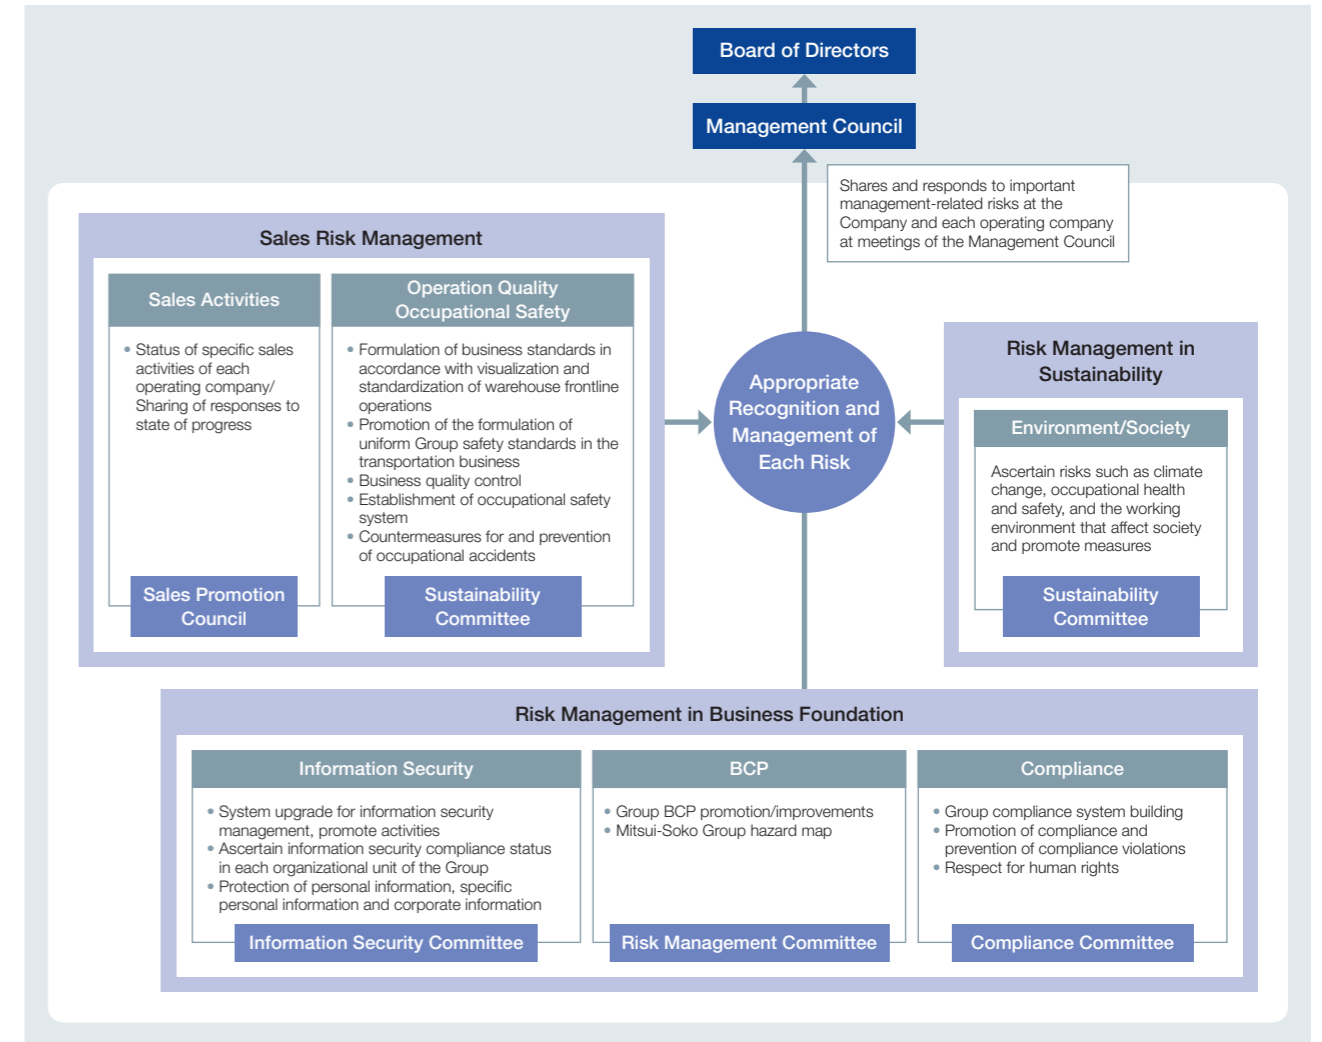 Board of Directors
Management Council
Shares and responds to important
management-related risks at the
Company and each operating company
at meetings of the Management Council
Sales Risk Management
Sales Activities
• Status of specific sales
activities of each
operating company/
Sharing of responses to
state of progress
Sales Promotion
Council
Operation Quality
Occupational Safety
• Formulation of business standards in
accordance with visualization and
standardization of warehouse frontline
operations
• Promotion of the formulation of
uniform Group safety standards in the
transportation business
• Business quality control
• Establishment of occupational safety
system
• Countermeasures for and prevention
of occupational accidents
Sustainability
Committee
Appropriate
Recognition and
Management of
Each Risk
Risk Management in
Sustainability
Environment/Society
Ascertain risks such as climate
change, occupational health
and safety, and the working
environment that affect society
and promote measures
Sustainability
Committee
Risk Management in Business Foundation
Information Security
• System upgrade for information security
management, promote activities
• Ascertain information security compliance status
in each organizational unit of the Group
• Protection of personal information, specific
personal information and corporate information
Information Security Committee
BCP
• Group BCP promotion/improvements
• Mitsui-Soko Group hazard map
Risk Management Committee
Compliance
• Group compliance system building
• Promotion of compliance and
prevention of compliance violations
• Respect for human rights
Compliance Committee